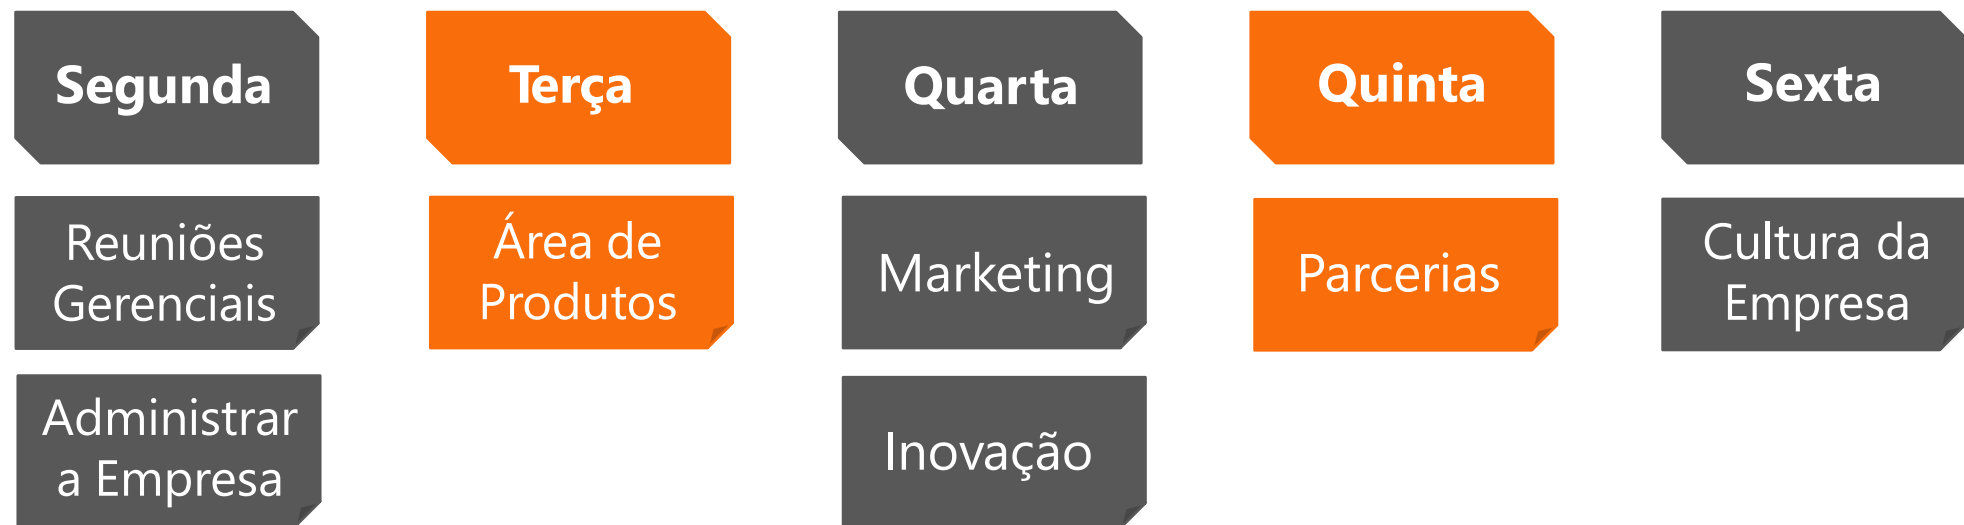 Segunda
Terça
Quarta
Quinta
Sexta
Reuniões
Gerenciais
Área de
Produtos
Marketing
Parcerias
Cultura da
Empresa
Administrar
a Empresa
Inovação